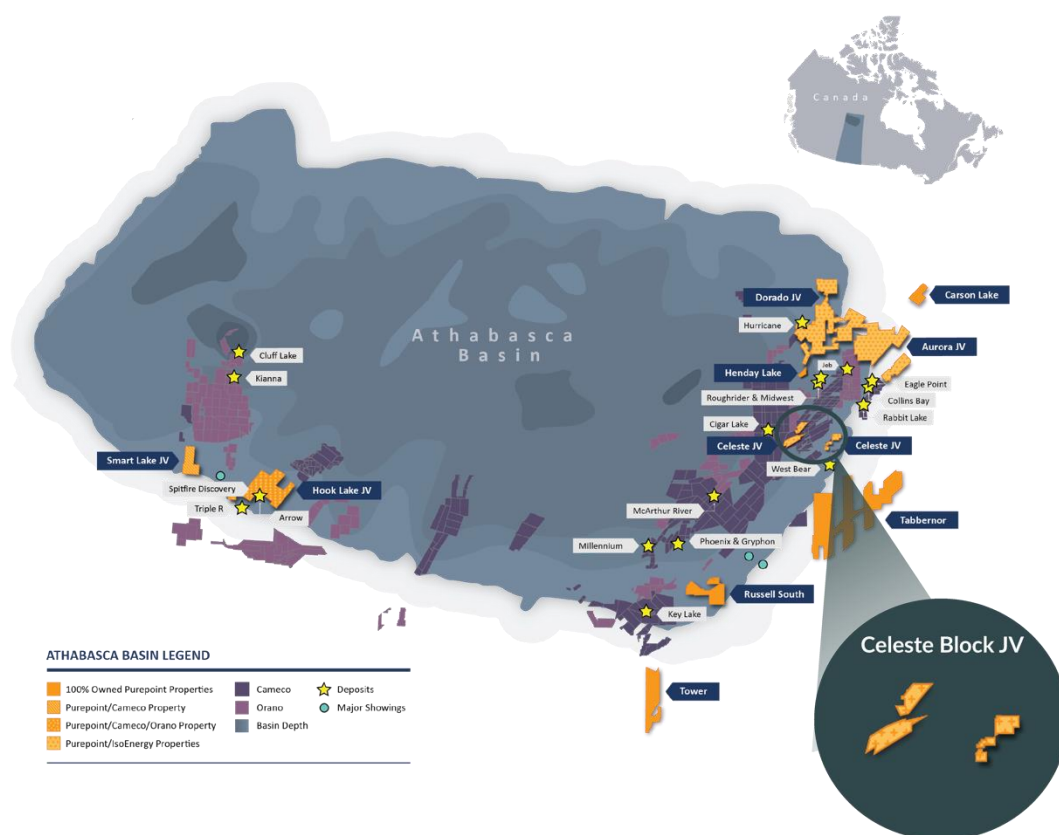 Canada
Athabasca
Basin
Dorado JV
Carson Lake
Hurricane
Aurora JV
Cluff Lake
Kianna
Henday Lake
Jeb
Eagle Point
Roughrider & Midwest
Collins Bay
Rabbit Lake
Cigar Lake
Celeste JV
Celeste JV
Smart Lake JV
West Bear
Spitfire Discovery
Hook Lake JV
Triple R
Arrow
McArthur River
Tabbernor
Millennium
Phoenix & Gryphon
Russell South
Key Lake
Celeste Block JV
Tower
ATHABASCA BASIN LEGEND
100% Owned Purepoint Properties
Purepoint/Cameco Property
Purepoint/Cameco/Orano Property
Purepoint/IsoEnergy Properties
Cameco
Orano
Basin Depth
Deposits
Major Showings